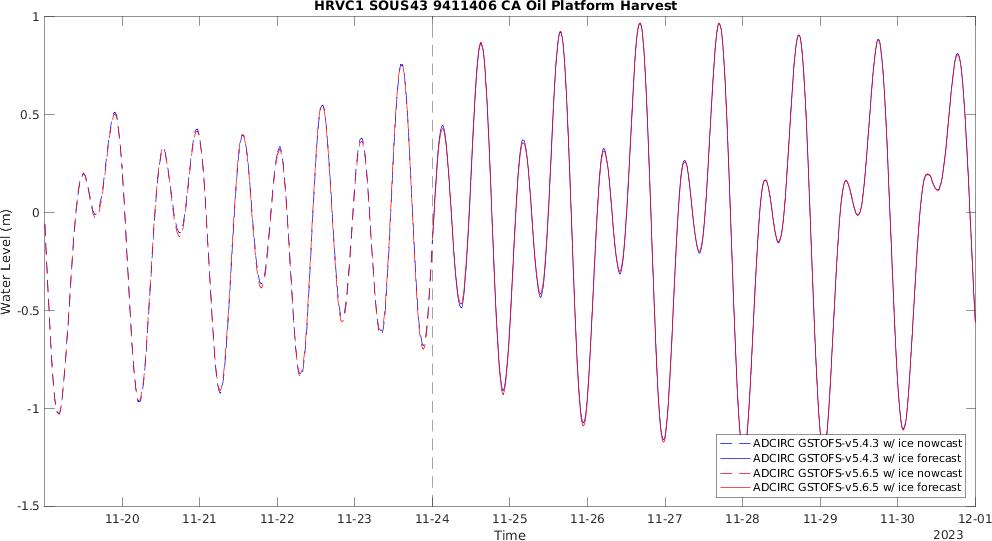 HRVC1 SOUS43 9411406 CA Oil Platform Harvest
Water Level (m)
1
0.5
0
-0.5
-1
-1.5
ADCIRC GSTOFS-v5.4.3 w/ ice nowcast
ADCIRC GSTOFS-v5.4.3 w/ ice forecast
ADCIRC GSTOFS-v5.6.5 w/ ice nowcast
ADCIRC GSTOFS-v5.6.5 w/ ice forecast
11-20 11-21 11-22 11-23 11-24 11-25 11-26 11-27 11-28 11-29 11-30 12-01
Time
2023